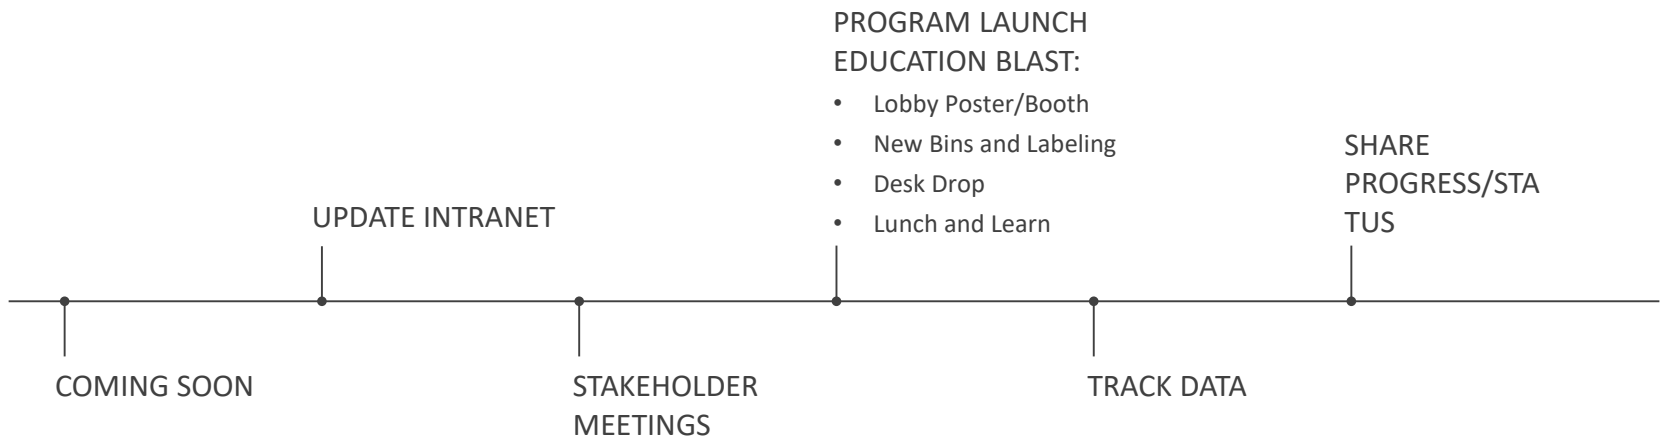 PROGRAM LAUNCH
EDUCATION BLAST:
• Lobby Poster/Booth
• New Bins and Labeling
• Desk Drop
• Lunch and Learn
SHARE
PROGRESS/STA
TUS
UPDATE INTRANET
COMING SOON
STAKEHOLDER
MEETINGS
TRACK DATA